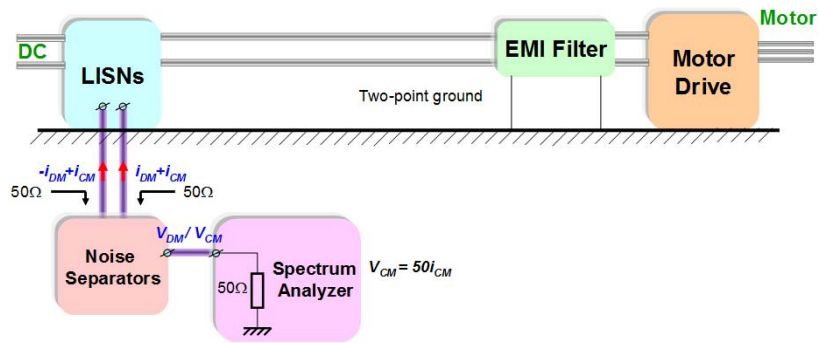 Motor
DC
LISNs
EMI Filter
Motor
Drive
Two-point ground
-iDM+iCM
iDM+iCM
50Ω
50Ω
VDM / VCM
Noise
Separators
50Ω
Spectrum
Analyzer
VCM = 50iCM